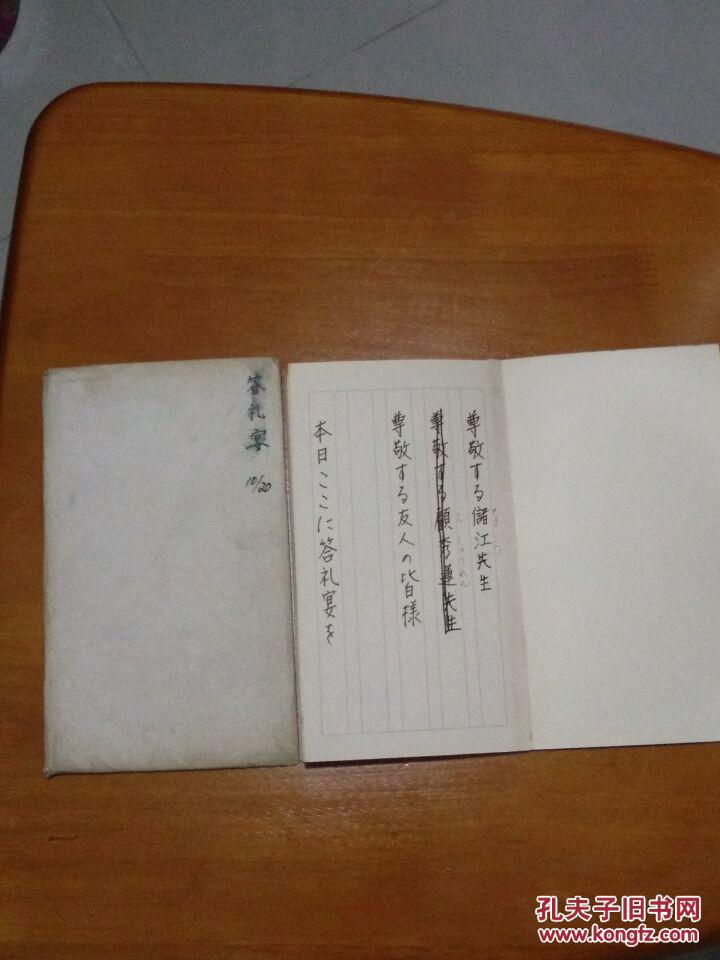 答礼宴
10/20
尊敬する儲江先生
尊敬する顧秀蓮先生
尊敬する友人の皆様
本日ここに答礼宴を
孔夫子旧书网
www.kongfz.com